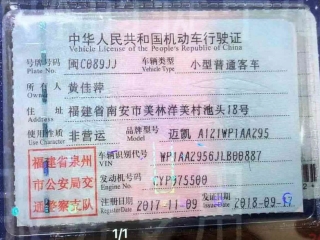 中华人民共和国机动车行驶证
Vehicle License of the People's Republic of China
号牌号码 Plate No. 闽C089JJ 车辆类型 Vehicle Type 小型普通客车
所有人 Owner 黄佳萍
住址 Address 福建省南安市美林洋美村池头18号
使用性质 Use Character 非营运 品牌型号 Model 迈凯 A1Z1WP1AAZ95
福建省泉州
市公安局交
通警察支队
车辆识别代号 VIN WP1AAZ956JLB00887
发动机号码 Engine No. CYP375500
注册日期 Register Date 2017-11-09 发证日期 Issue Date 2018-09-
1/1